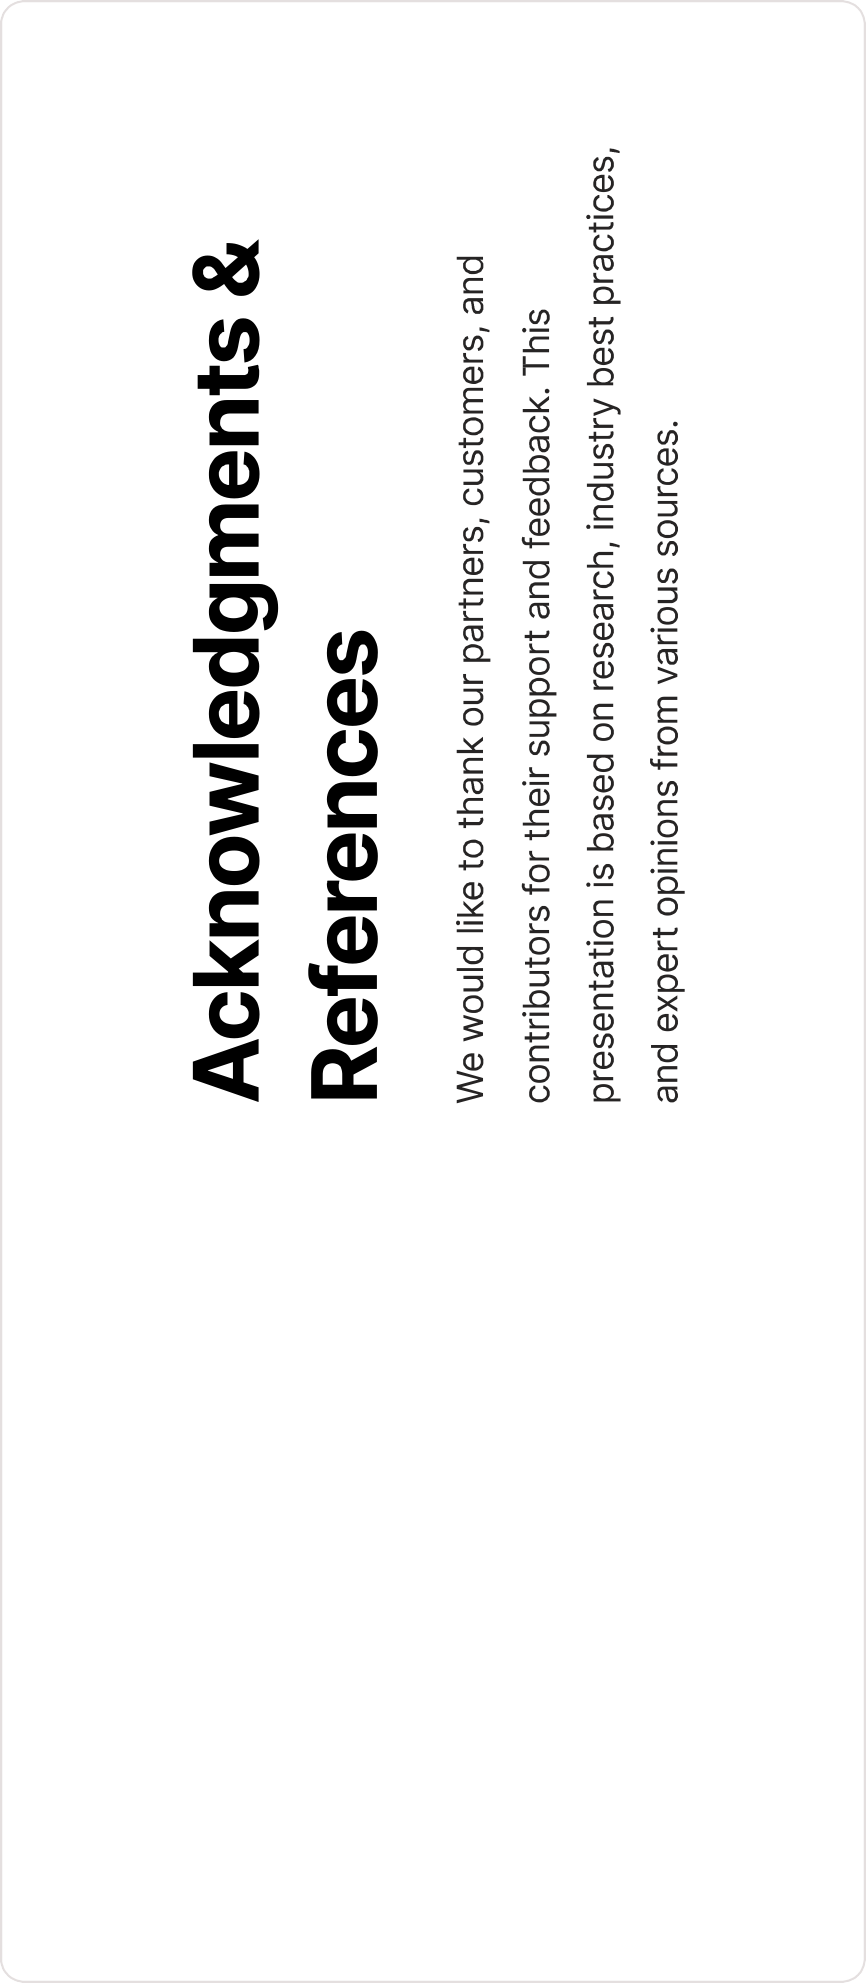 Acknowledgments &
References
We would like to thank our partners, customers, and
contributors for their support and feedback. This
presentation is based on research, industry best practices,
and expert opinions from various sources.